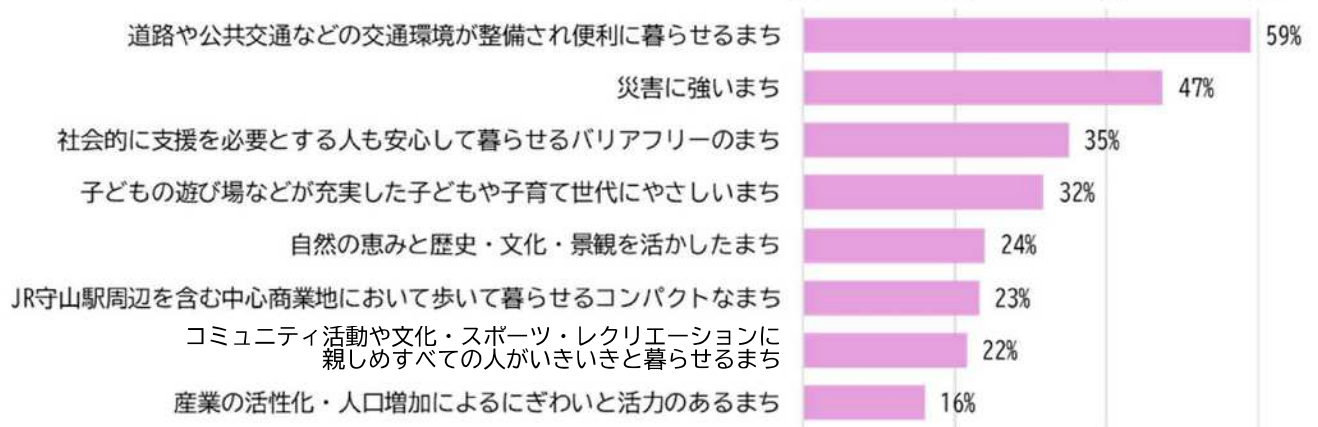 道路や公共交通などの交通環境が整備され便利に暮らせるまち 59%
災害に強いまち 47%
社会的に支援を必要とする人も安心して暮らせるバリアフリーのまち 35%
子どもの遊び場などが充実した子どもや子育て世代にやさしいまち 32%
自然の恵みと歴史・文化・景観を活かしたまち 24%
JR守山駅周辺を含む中心商業地において歩いて暮らせるコンパクトなまち 23%
コミュニティ活動や文化・スポーツ・レクリエーションに
親しめすべての人がいきいきと暮らせるまち 22%
産業の活性化・人口増加によるにぎわいと活力のあるまち 16%